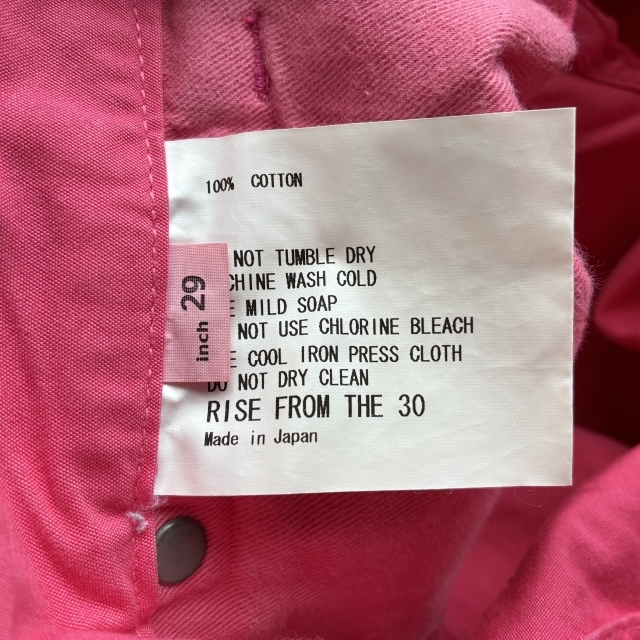 100% COTTON
NOT TUMBLE DRY
CHINE WASH COLD
E MILD SOAP
NOT USE CHLORINE BLEACH
E COOL IRON PRESS CLOTH
DO NOT DRY CLEAN
RISE FROM THE 30
Made in Japan
inch 29